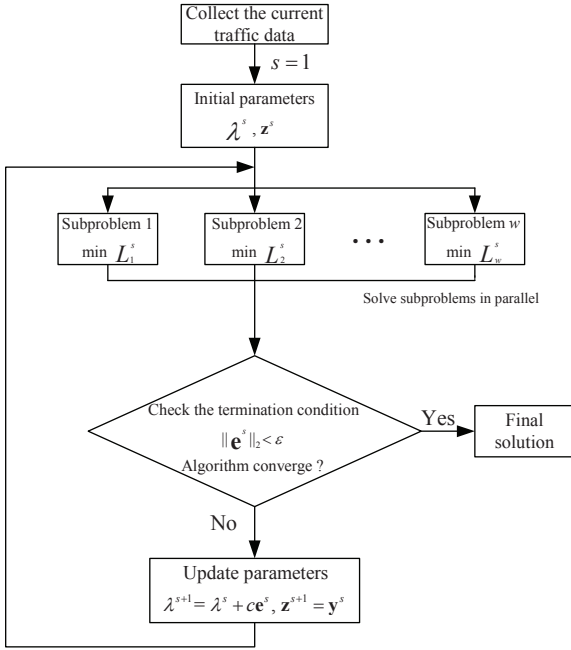 Collect the current
traffic data
s = 1
Initial parameters
λ^s , z^s
Subproblem 1
min L_1^s
Subproblem 2
min L_2^s
...
Subproblem w
min L_w^s
Solve subproblems in parallel
Check the termination condition
||e^s||_2 < ε
Algorithm converge ?
Yes
Final
solution
No
Update parameters
λ^{s+1} = λ^s + ce^s, z^{s+1} = y^s